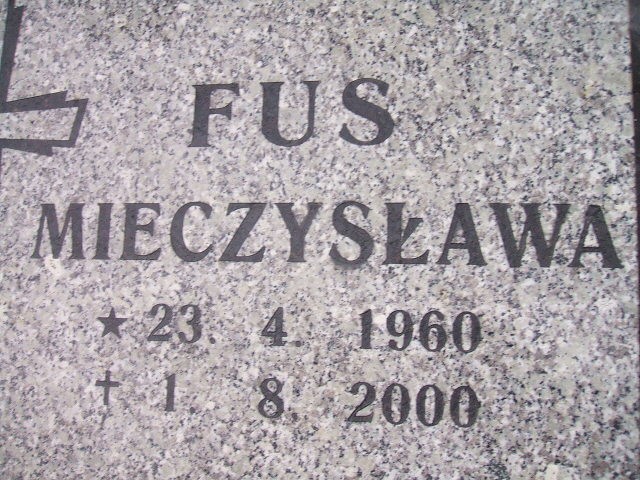 FUS
MIECZYSŁAWA
★ 23. 4. 1960
† 1 8. 2000